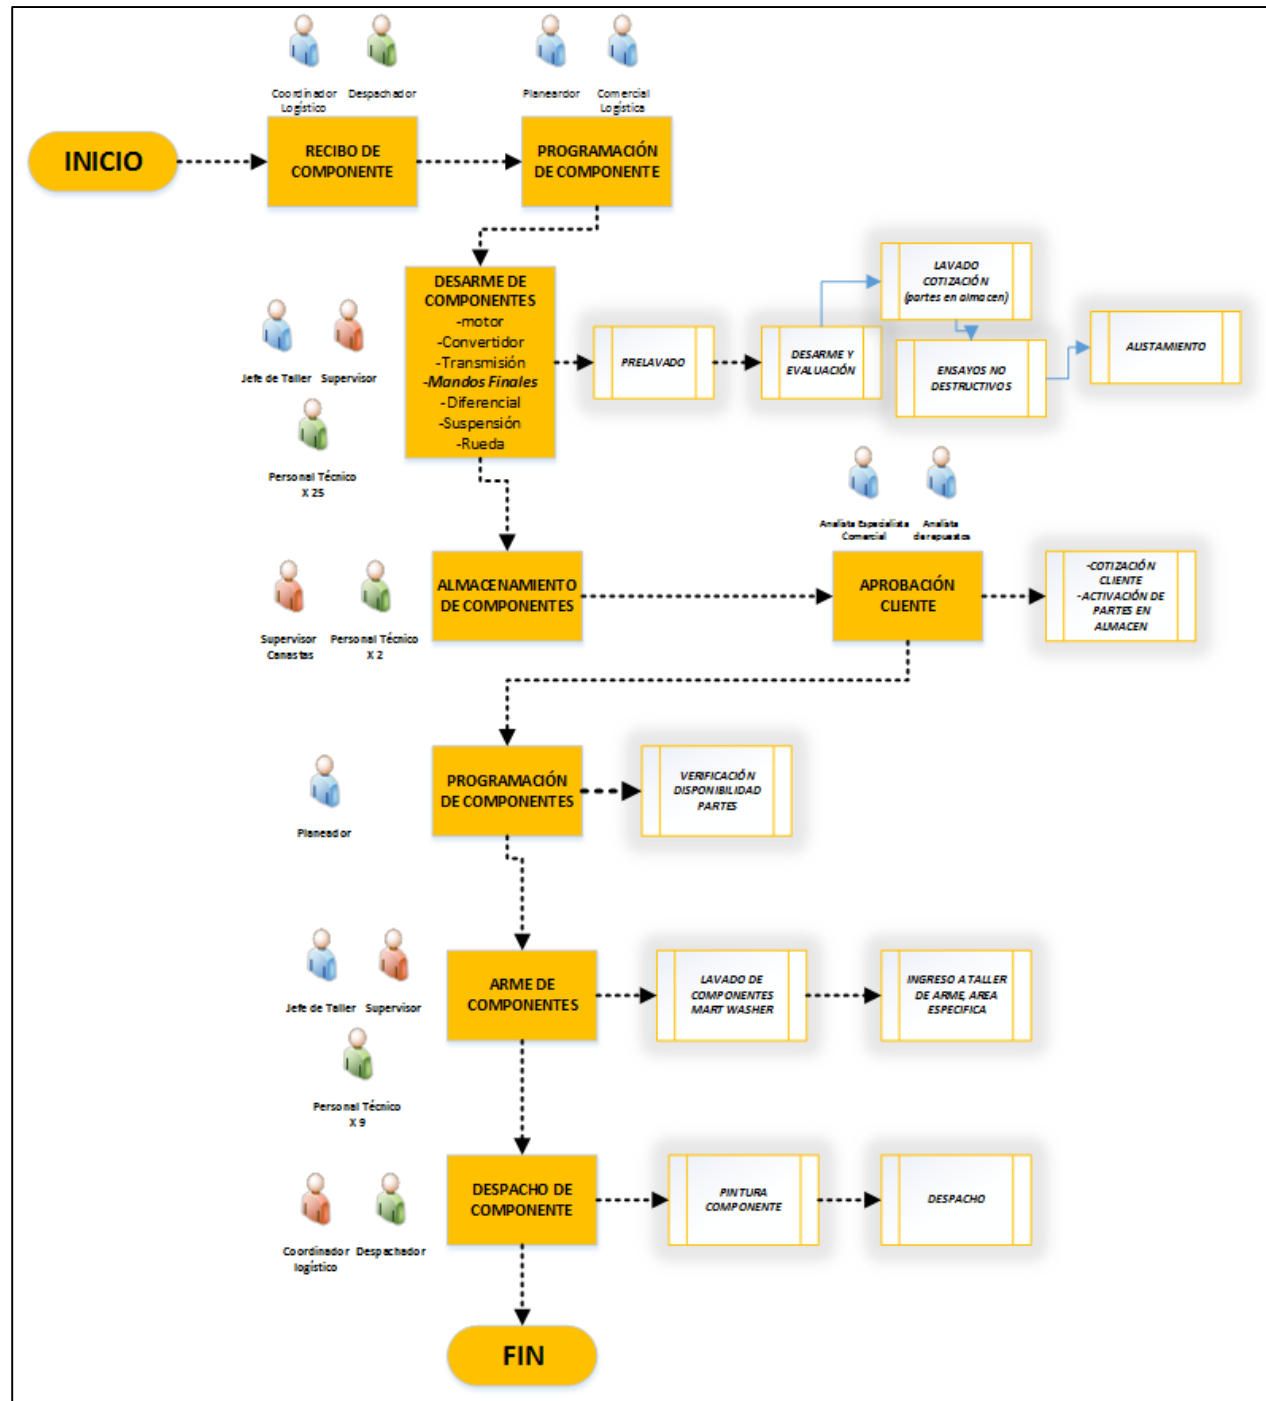 Coordinador
Logístico
Despachador
Planeardor
Comercial
Logística
INICIO
RECIBO DE
COMPONENTE
PROGRAMACIÓN
DE COMPONENTE
DESARME DE
COMPONENTES
-motor
-Convertidor
-Transmisión
-Mandos Finales
-Diferencial
-Suspensión
-Rueda
Jefe de Taller
Supervisor
Personal Técnico
X 25
PRELAVADO
DESARME Y
EVALUACIÓN
LAVADO
COTIZACIÓN
(partes en almacen)
ENSAYOS NO
DESTRUCTIVOS
ALISTAMIENTO
Analista Especialista
Comercial
Analista
de repuestos
Supervisor
Canastas
Personal Técnico
X 2
ALMACENAMIENTO
DE COMPONENTES
APROBACIÓN
CLIENTE
-COTIZACIÓN
CLIENTE
-ACTIVACIÓN DE
PARTES EN
ALMACEN
Planeador
PROGRAMACIÓN
DE COMPONENTES
VERIFICACIÓN
DISPONIBILIDAD
PARTES
Jefe de Taller
Supervisor
Personal Técnico
X 9
ARME DE
COMPONENTES
LAVADO DE
COMPONENTES
MART WASHER
INGRESO A TALLER
DE ARME, AREA
ESPECIFICA
Coordinador
logístico
Despachador
DESPACHO DE
COMPONENTE
PINTURA
COMPONENTE
DESPACHO
FIN